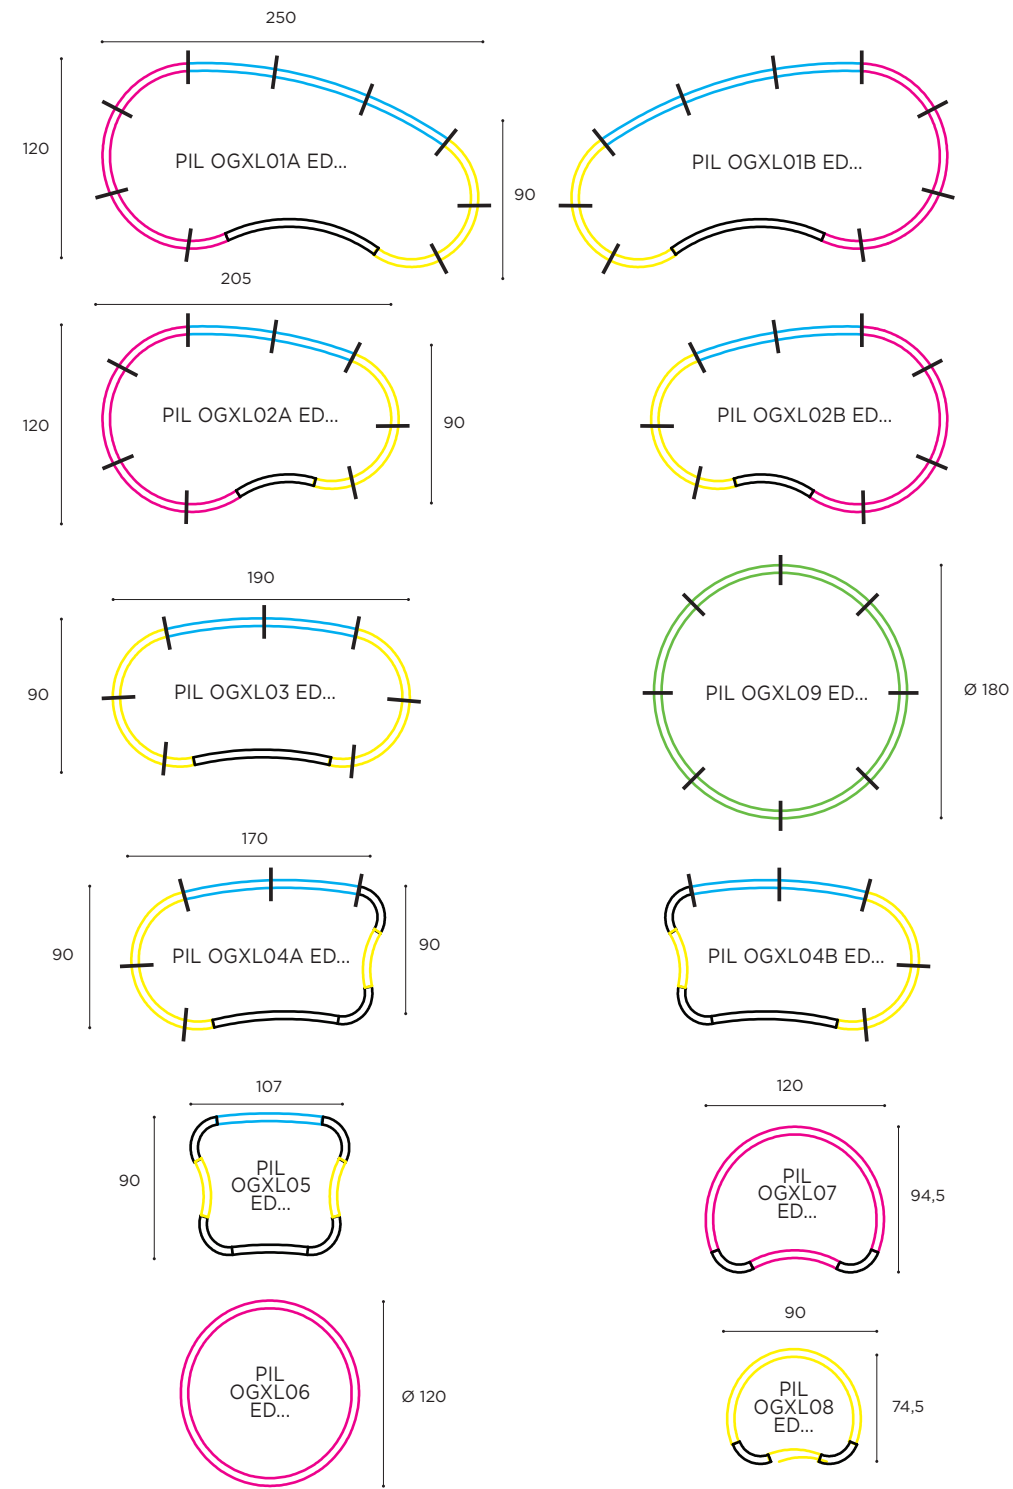 250
120
PIL OGXL01A ED...
90
PIL OGXL01B ED...
205
120
PIL OGXL02A ED...
90
PIL OGXL02B ED...
190
90
PIL OGXL03 ED...
PIL OGXL09 ED...
Ø 180
170
90
PIL OGXL04A ED...
90
PIL OGXL04B ED...
107
90
PIL
OGXL05
ED...
120
PIL
OGXL07
ED...
94,5
PIL
OGXL06
ED...
Ø 120
90
PIL
OGXL08
ED...
74,5